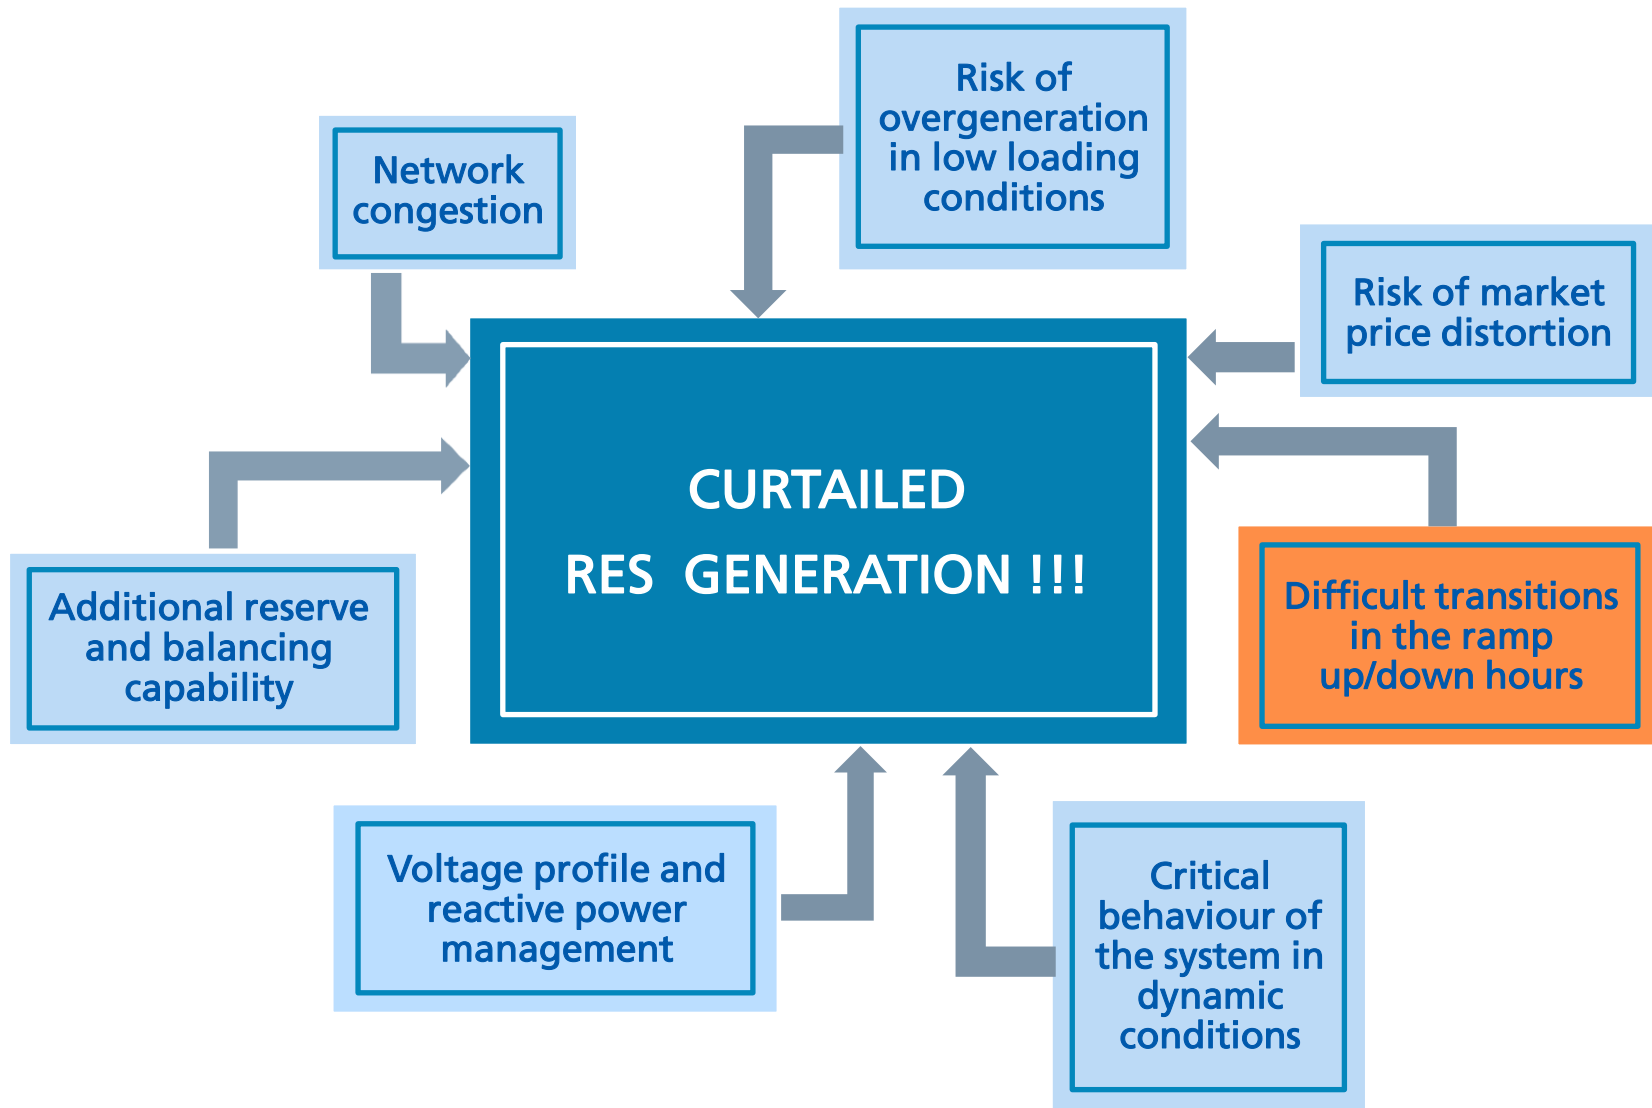 Risk of
overgeneration
in low loading
conditions
Network
congestion
Risk of market
price distortion
CURTAILED
RES GENERATION !!!
Difficult transitions
in the ramp
up/down hours
Additional reserve
and balancing
capability
Voltage profile and
reactive power
management
Critical
behaviour of
the system in
dynamic
conditions